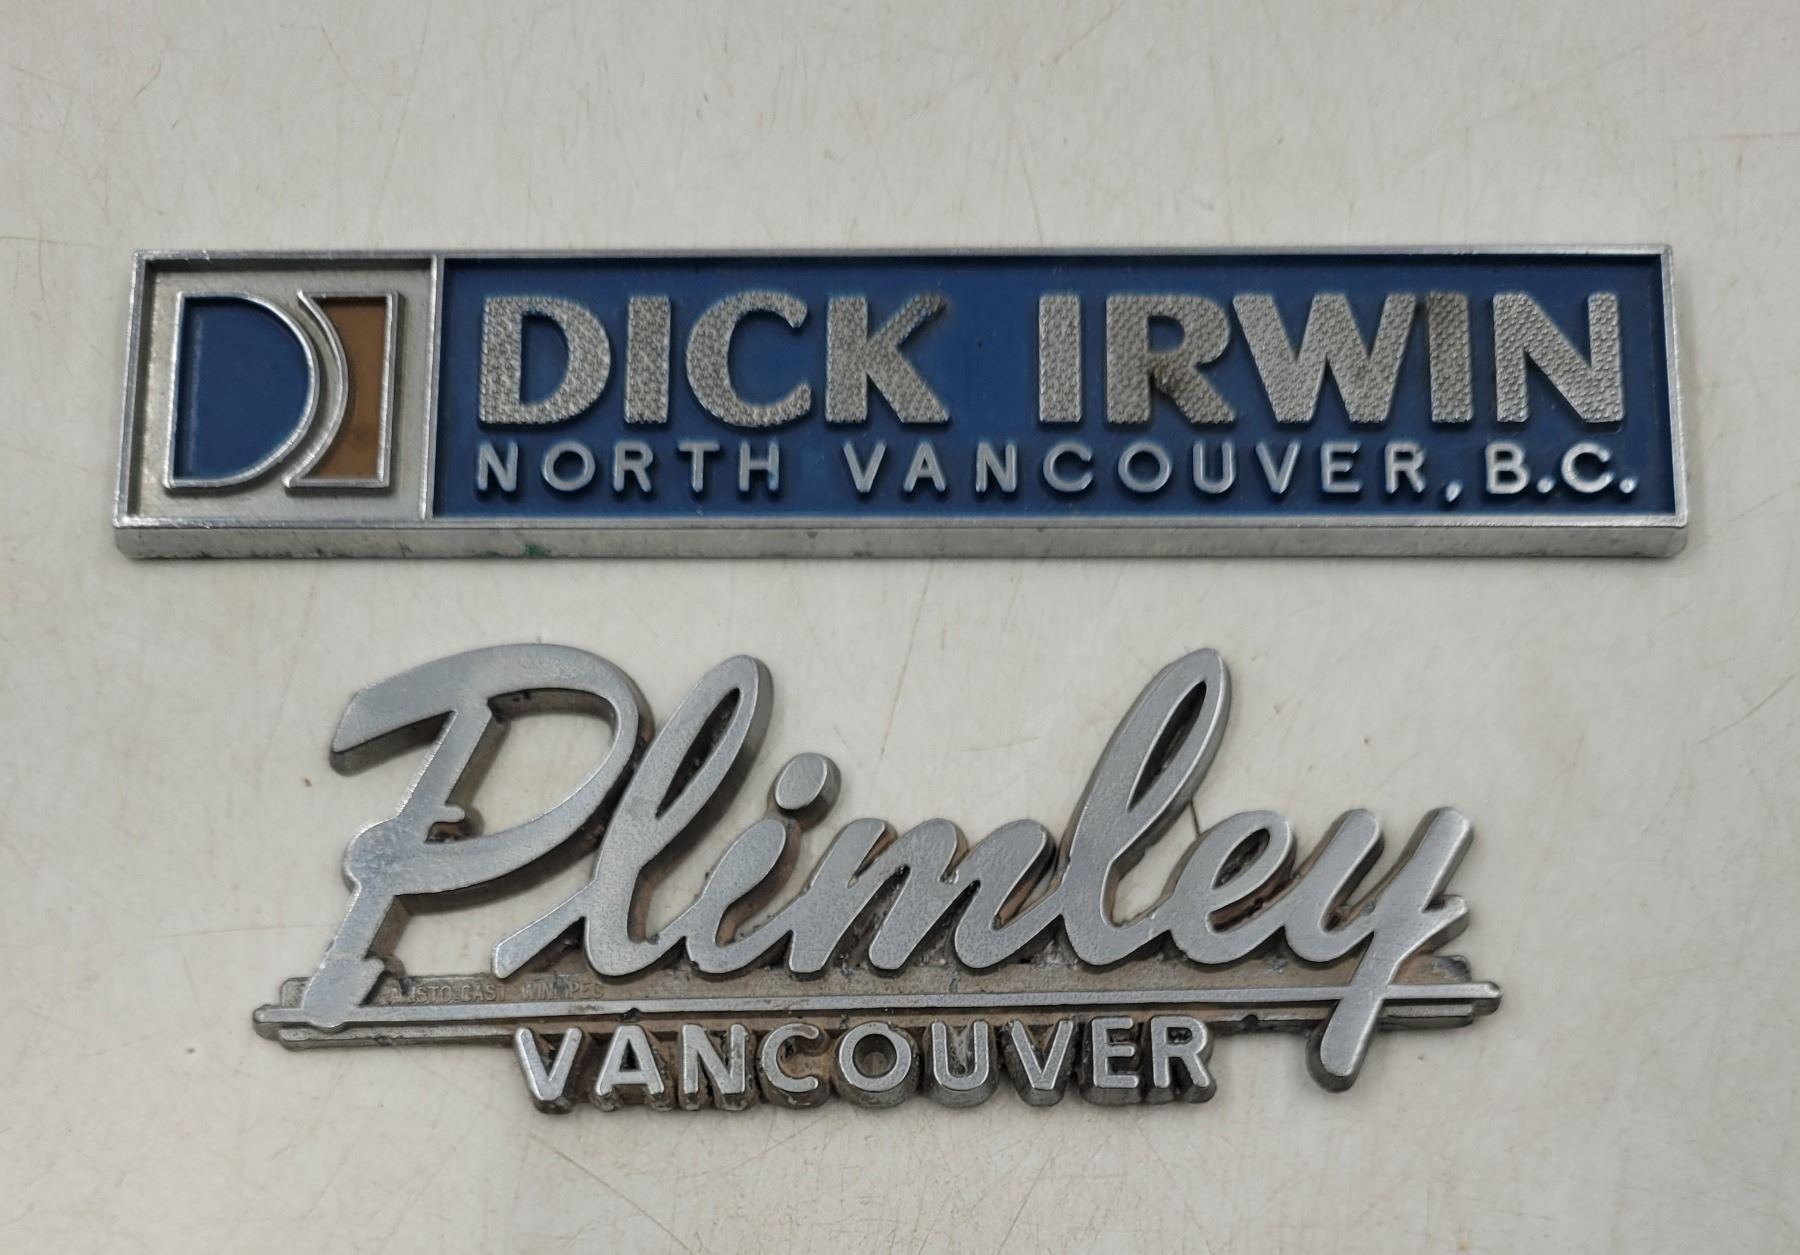 DI DICK IRWIN
NORTH VANCOUVER, B.C.
Plimley
VANCOUVER